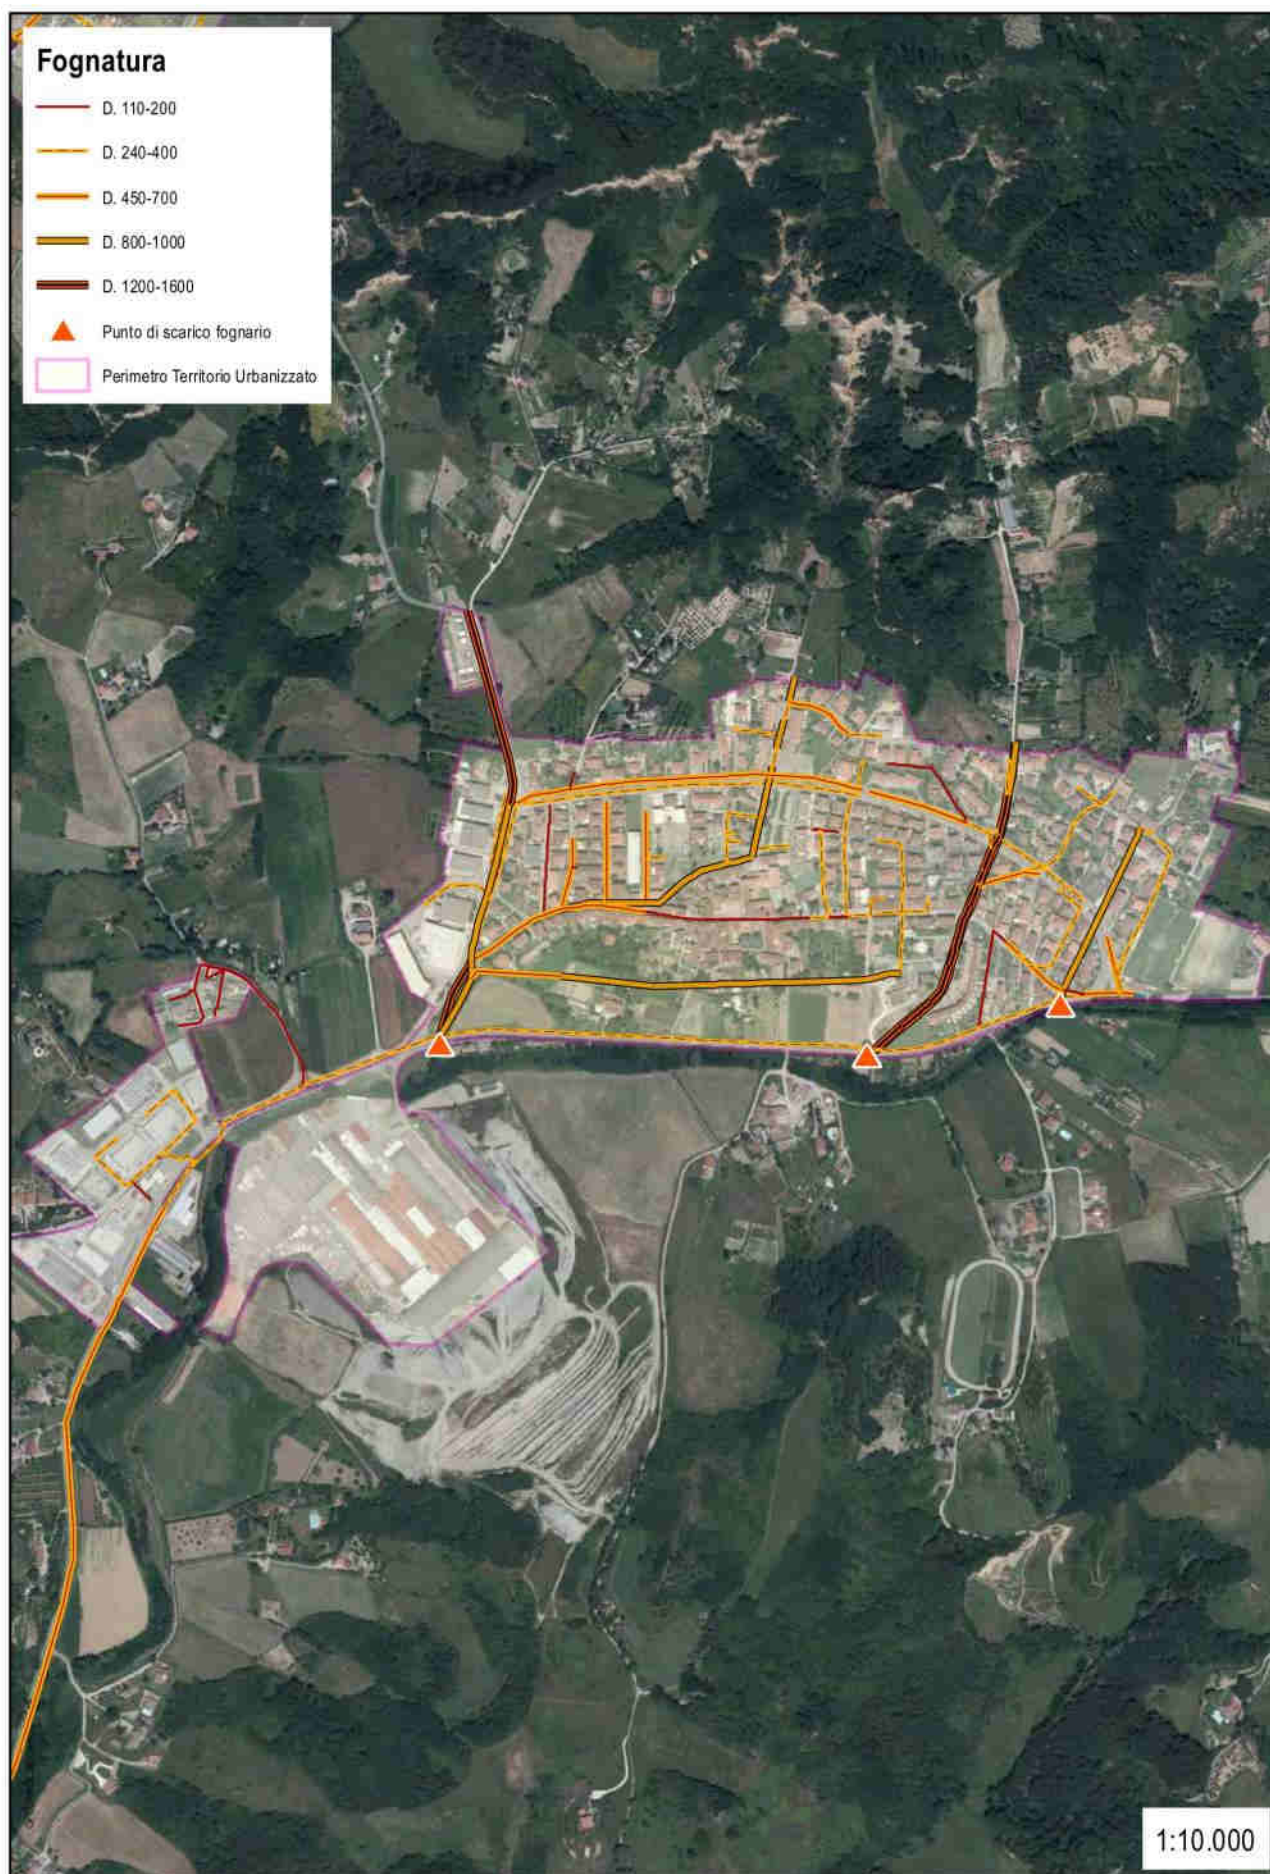 Fognatura
D. 110-200
D. 240-400
D. 450-700
D. 800-1000
D. 1200-1600
Punto di scarico fognario
Perimetro Territorio Urbanizzato
1:10.000